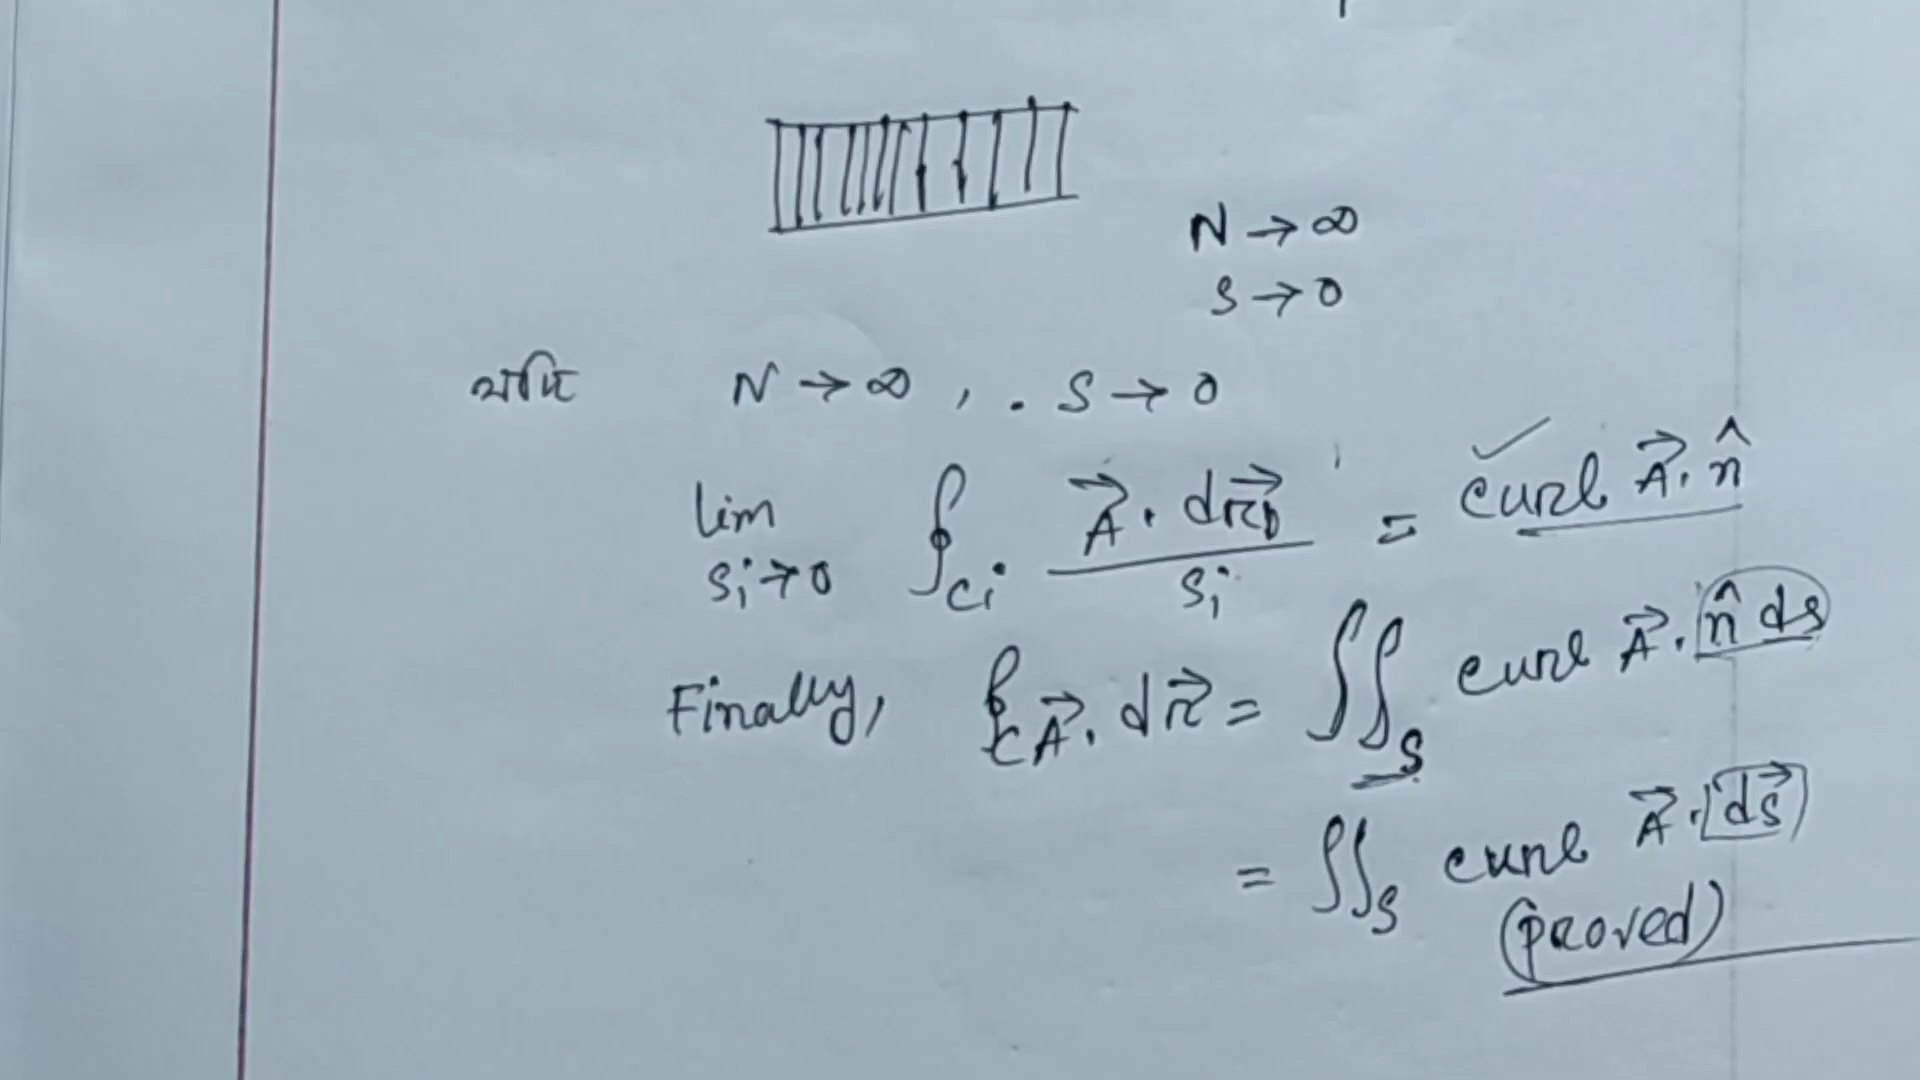 N → ∞
S → 0
যদি N → ∞, . S → 0
lim Si→0 ∮Ci A⃗ · dr⃗i / Si = curl A⃗ · n̂
Finally, ∮C A⃗ · dr⃗ = ∬S curl A⃗ · n̂ ds
= ∬S curl A⃗ · ds⃗
(proved)